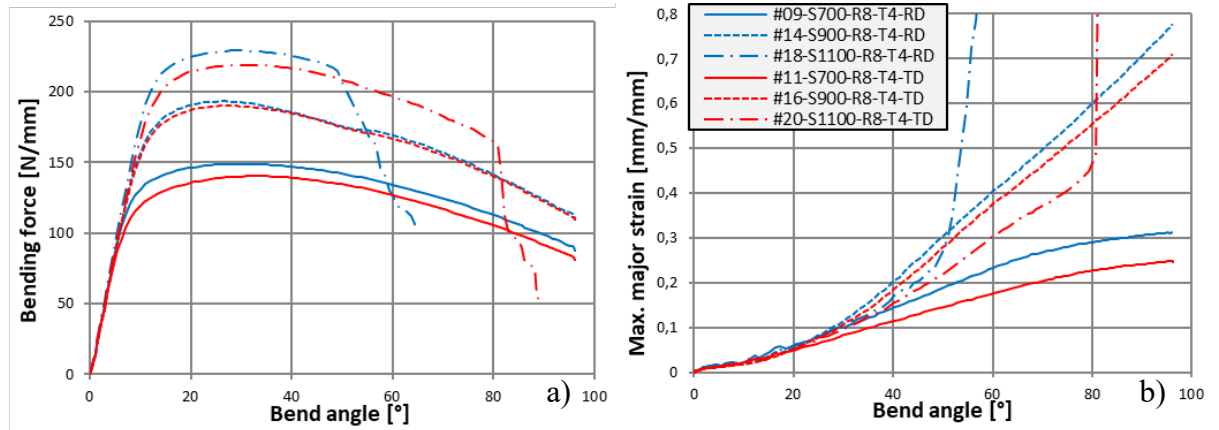 Bending force [N/mm]
250
200
150
100
50
0
0 20 40 60 80 100
Bend angle [°]
a)
Max. major strain [mm/mm]
0,8
0,7
0,6
0,5
0,4
0,3
0,2
0,1
0
0 20 40 60 80 100
Bend angle [°]
b)
#09-S700-R8-T4-RD
#14-S900-R8-T4-RD
#18-S1100-R8-T4-RD
#11-S700-R8-T4-TD
#16-S900-R8-T4-TD
#20-S1100-R8-T4-TD